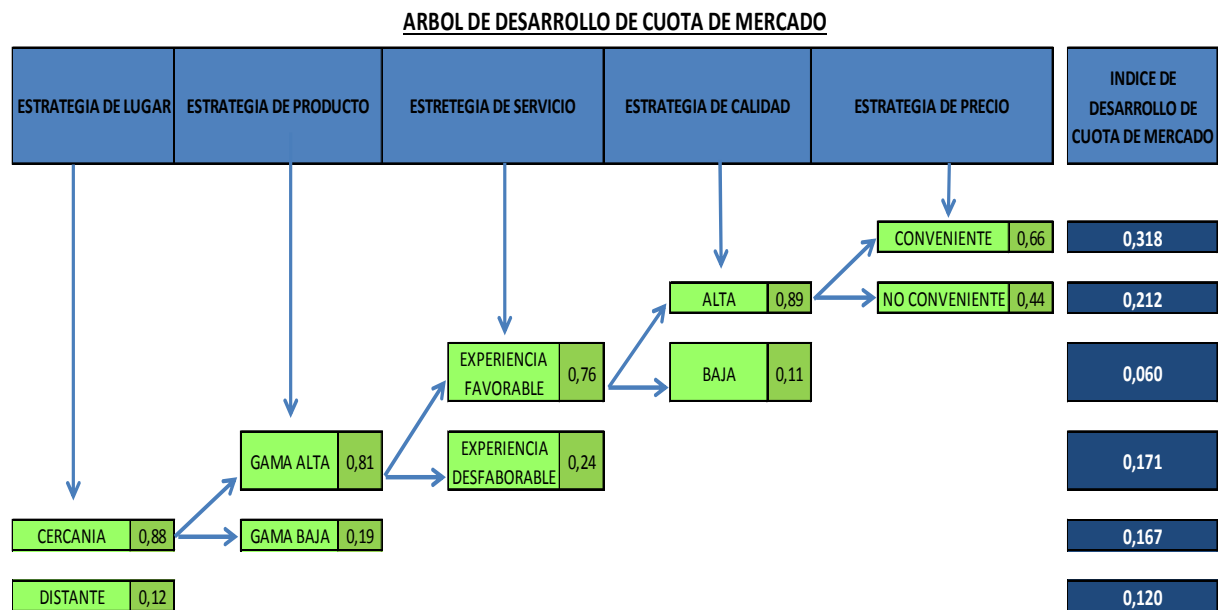 ARBOL DE DESARROLLO DE CUOTA DE MERCADO
ESTRATEGIA DE LUGAR
ESTRATEGIA DE PRODUCTO
ESTRETEGIA DE SERVICIO
ESTRATEGIA DE CALIDAD
ESTRATEGIA DE PRECIO
INDICE DE
DESARROLLO DE
CUOTA DE MERCADO
CONVENIENTE 0,66
0,318
ALTA 0,89
NO CONVENIENTE 0,44
0,212
EXPERIENCIA
FAVORABLE
0,76
BAJA 0,11
0,060
GAMA ALTA 0,81
EXPERIENCIA
DESFABORABLE
0,24
0,171
CERCANIA 0,88
GAMA BAJA 0,19
0,167
DISTANTE 0,12
0,120